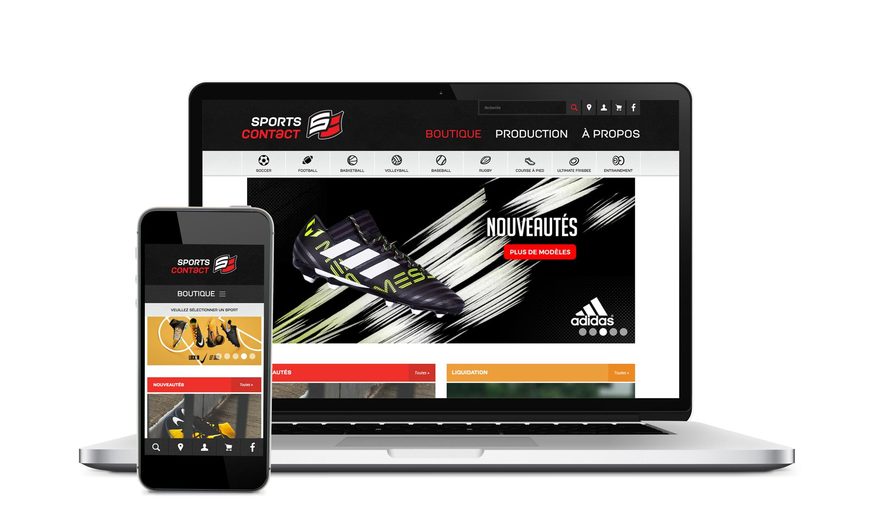 SPORTS
CONTACT
Recherche
BOUTIQUE PRODUCTION À PROPOS
SOCCER FOOTBALL BASKETBALL VOLLEYBALL BASEBALL RUGBY COURSE À PIED ULTIMATE FRISBEE ENTRAINEMENT
NOUVEAUTÉS
PLUS DE MODÈLES
MESSI
adidas
AUTÉS Toutes »
LIQUIDATION Toutes »
SPORTS
CONTACT
BOUTIQUE
VEUILLEZ SÉLECTIONNER UN SPORT
NOUVEAUTÉS Toutes »